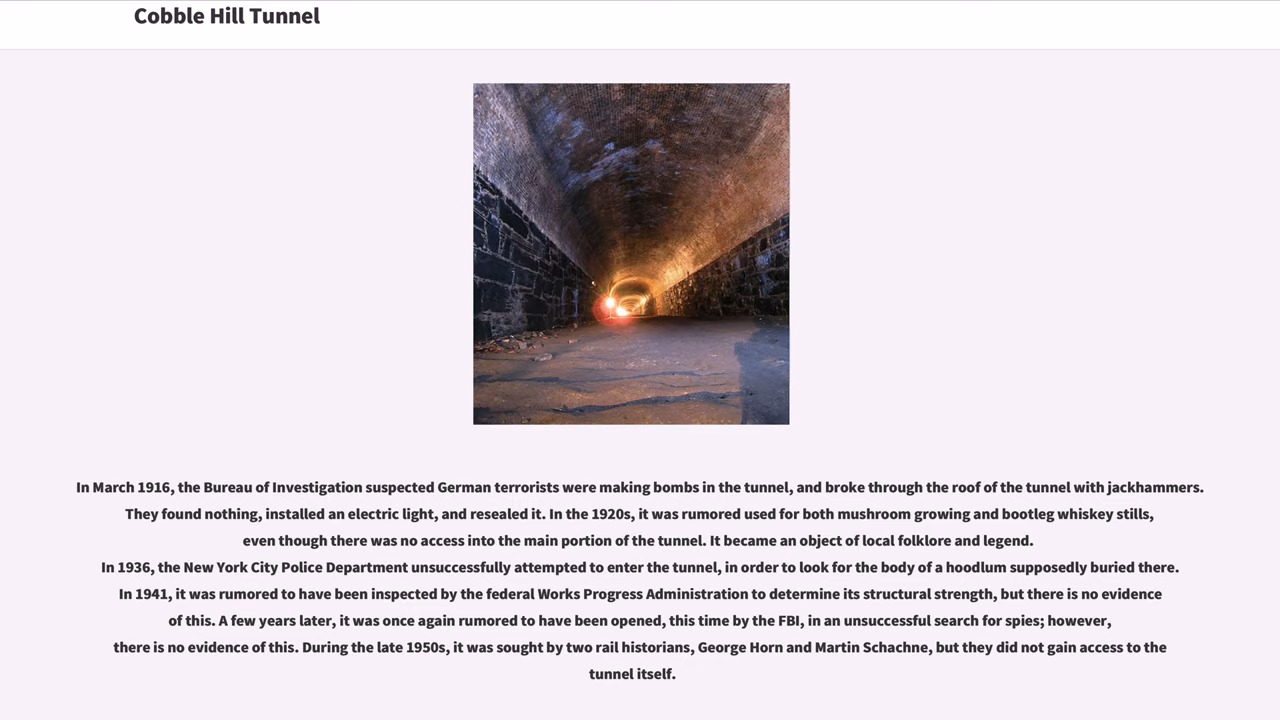 Cobble Hill Tunnel
In March 1916, the Bureau of Investigation suspected German terrorists were making bombs in the tunnel, and broke through the roof of the tunnel with jackhammers.
They found nothing, installed an electric light, and resealed it. In the 1920s, it was rumored used for both mushroom growing and bootleg whiskey stills,
even though there was no access into the main portion of the tunnel. It became an object of local folklore and legend.
In 1936, the New York City Police Department unsuccessfully attempted to enter the tunnel, in order to look for the body of a hoodlum supposedly buried there.
In 1941, it was rumored to have been inspected by the federal Works Progress Administration to determine its structural strength, but there is no evidence
of this. A few years later, it was once again rumored to have been opened, this time by the FBI, in an unsuccessful search for spies; however,
there is no evidence of this. During the late 1950s, it was sought by two rail historians, George Horn and Martin Schachne, but they did not gain access to the
tunnel itself.